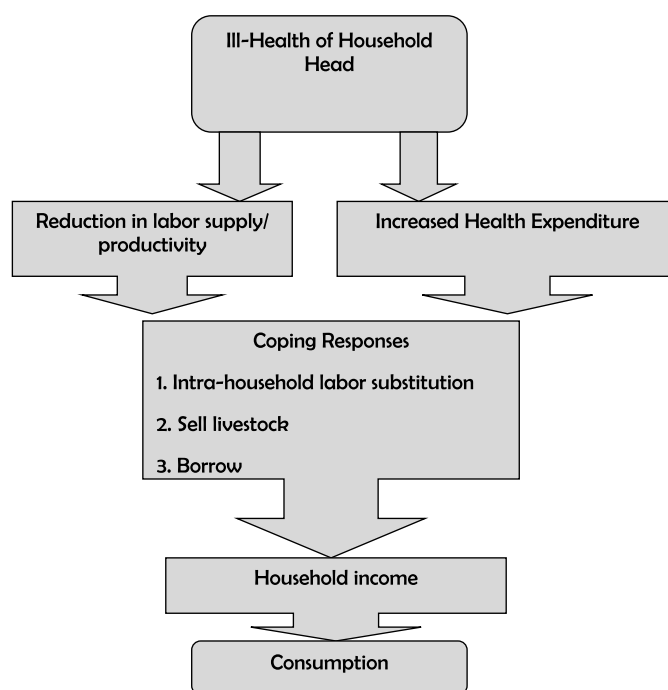 Ill-Health of Household
Head
Reduction in labor supply/
productivity
Increased Health Expenditure
Coping Responses
1. Intra-household labor substitution
2. Sell livestock
3. Borrow
Household income
Consumption